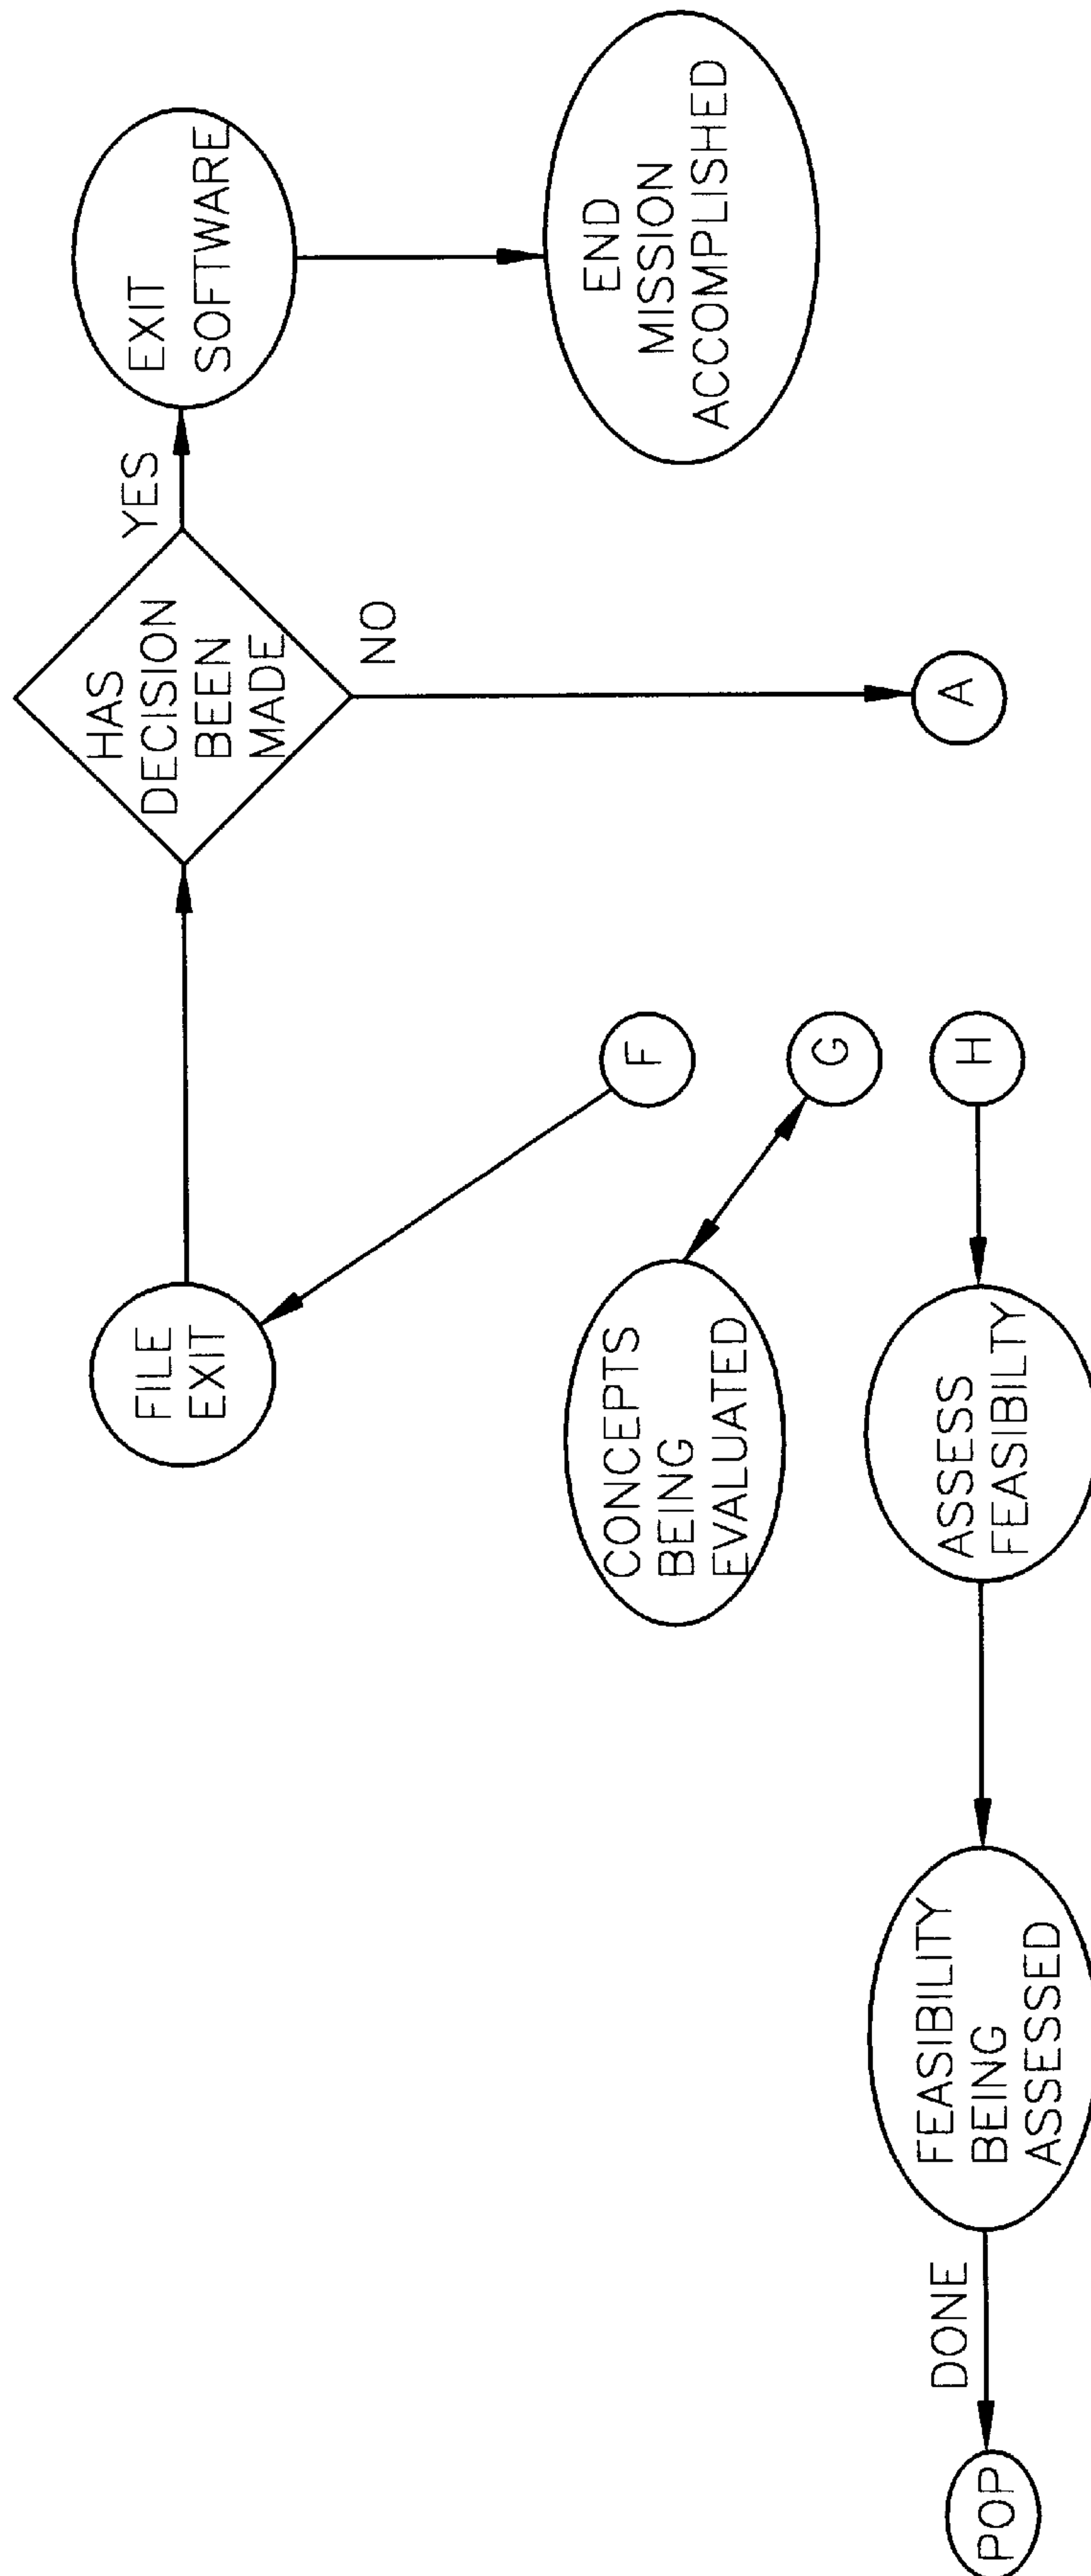 FILE
EXIT
HAS
DECISION
BEEN
MADE
YES
EXIT
SOFTWARE
NO
END
MISSION
ACCOMPLISHED
F
CONCEPTS
BEING
EVALUATED
G
A
POP
DONE
FEASIBILITY
BEING
ASSESSED
ASSESS
FEASIBILTY
H